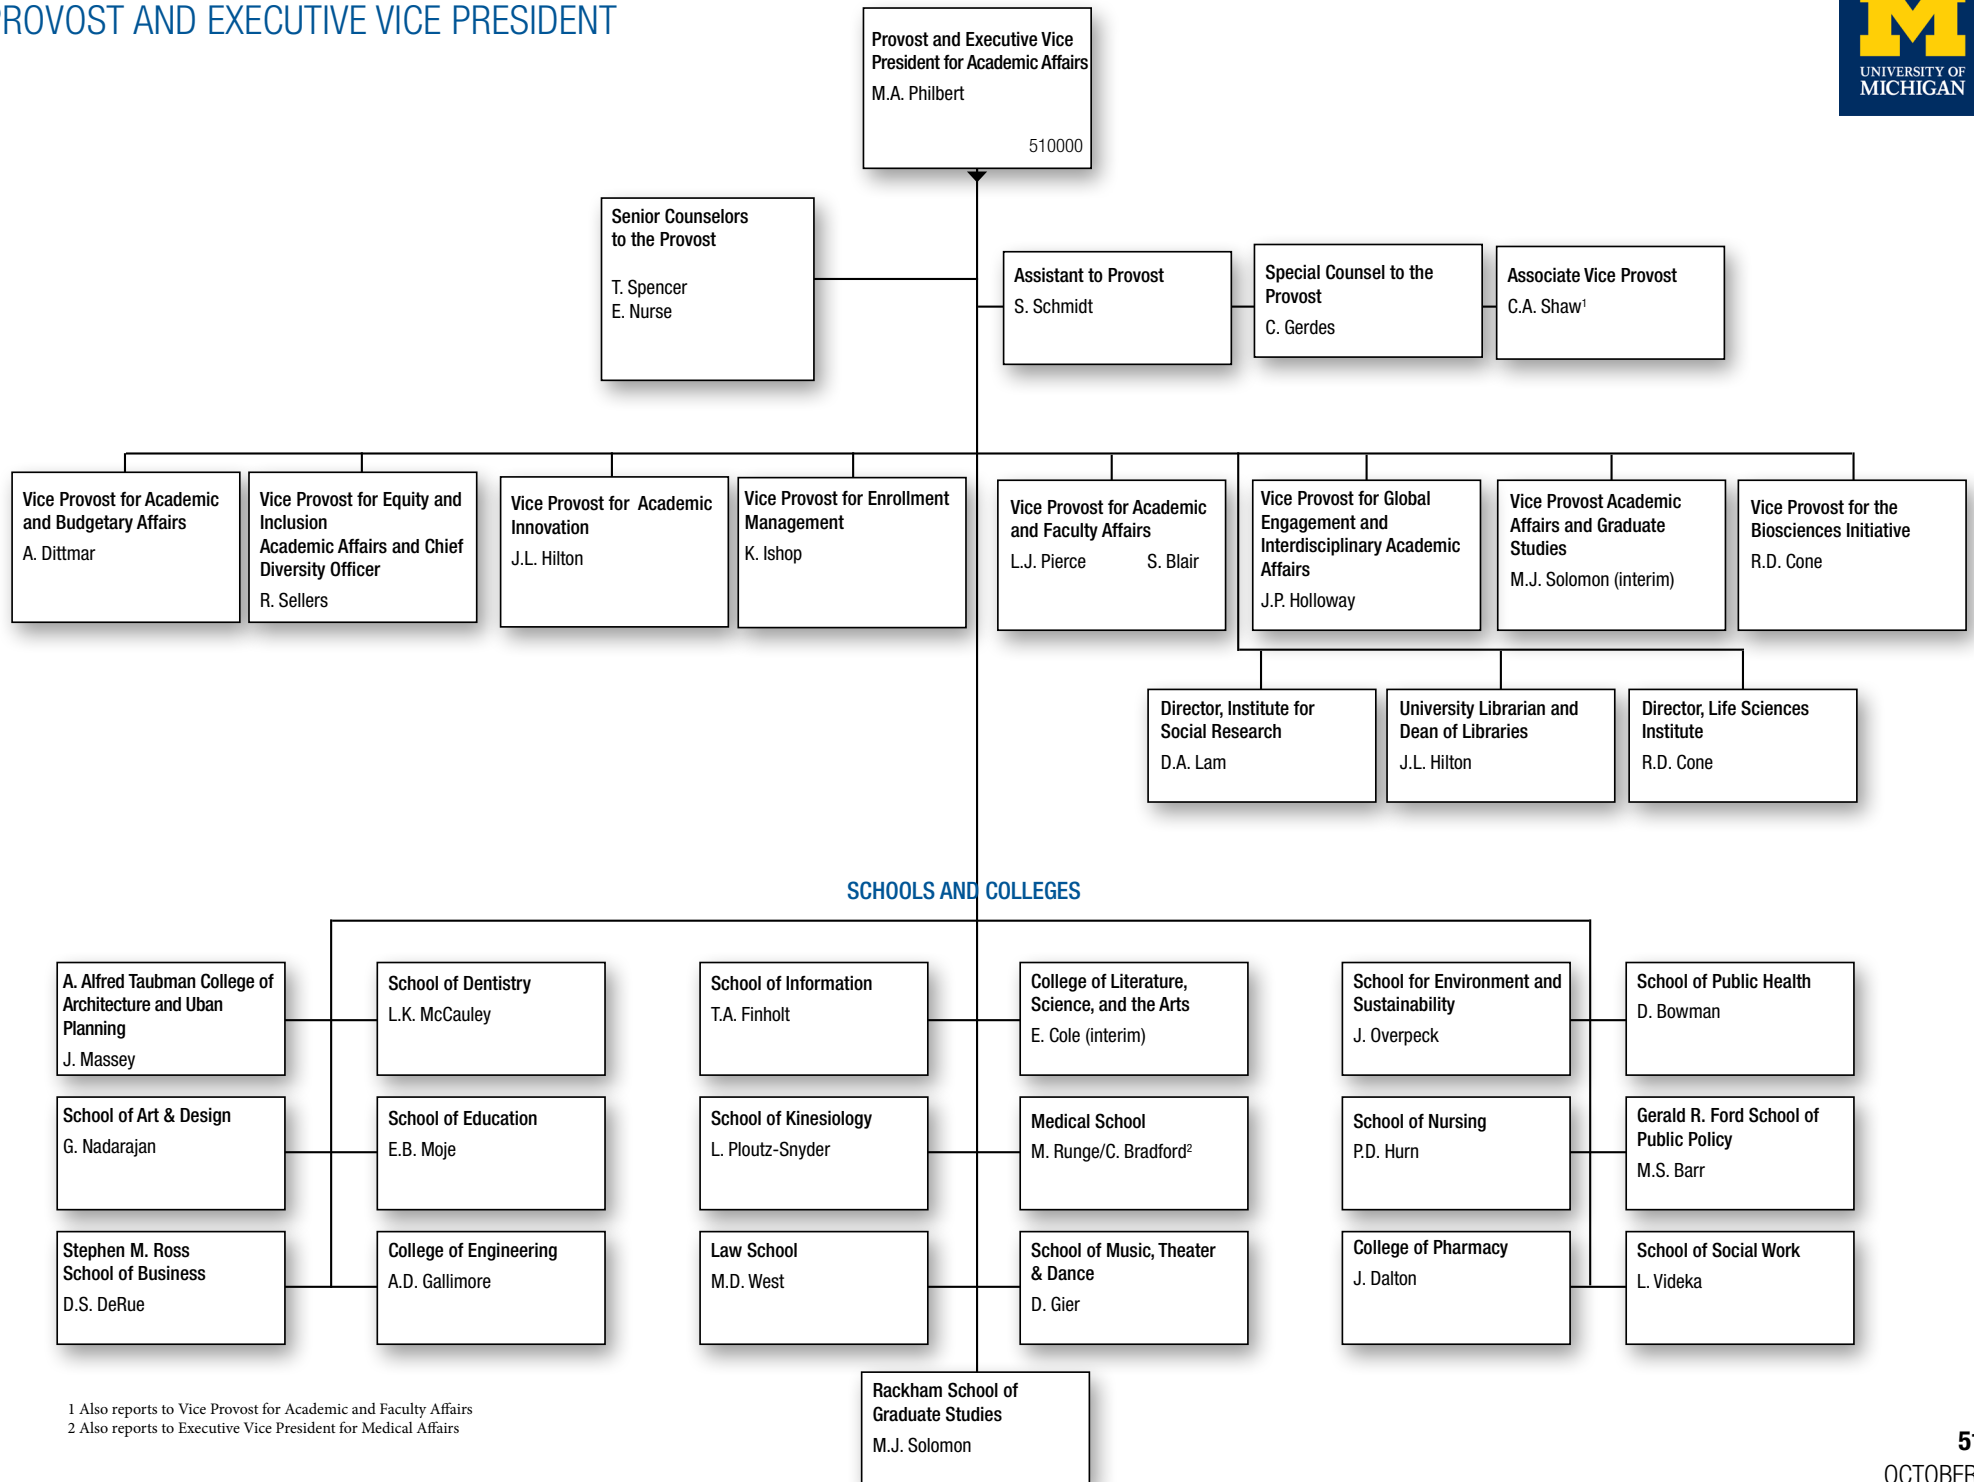 PROVOST AND EXECUTIVE VICE PRESIDENT
UNIVERSITY OF
MICHIGAN
Provost and Executive Vice
President for Academic Affairs
M.A. Philbert
510000
Senior Counselors
to the Provost
T. Spencer
E. Nurse
Assistant to Provost
S. Schmidt
Special Counsel to the
Provost
C. Gerdes
Associate Vice Provost
C.A. Shaw¹
Vice Provost for Academic
and Budgetary Affairs
A. Dittmar
Vice Provost for Equity and
Inclusion
Academic Affairs and Chief
Diversity Officer
R. Sellers
Vice Provost for Academic
Innovation
J.L. Hilton
Vice Provost for Enrollment
Management
K. Ishop
Vice Provost for Academic
and Faculty Affairs
L.J. Pierce S. Blair
Vice Provost for Global
Engagement and
Interdisciplinary Academic
Affairs
J.P. Holloway
Vice Provost Academic
Affairs and Graduate
Studies
M.J. Solomon (interim)
Vice Provost for the
Biosciences Initiative
R.D. Cone
Director, Institute for
Social Research
D.A. Lam
University Librarian and
Dean of Libraries
J.L. Hilton
Director, Life Sciences
Institute
R.D. Cone
SCHOOLS AND COLLEGES
A. Alfred Taubman College of
Architecture and Uban
Planning
J. Massey
School of Dentistry
L.K. McCauley
School of Information
T.A. Finholt
College of Literature,
Science, and the Arts
E. Cole (interim)
School for Environment and
Sustainability
J. Overpeck
School of Public Health
D. Bowman
School of Art & Design
G. Nadarajan
School of Education
E.B. Moje
School of Kinesiology
L. Ploutz-Snyder
Medical School
M. Runge/C. Bradford²
School of Nursing
P.D. Hurn
Gerald R. Ford School of
Public Policy
M.S. Barr
Stephen M. Ross
School of Business
D.S. DeRue
College of Engineering
A.D. Gallimore
Law School
M.D. West
School of Music, Theater
& Dance
D. Gier
College of Pharmacy
J. Dalton
School of Social Work
L. Videka
Rackham School of
Graduate Studies
M.J. Solomon
1 Also reports to Vice Provost for Academic and Faculty Affairs
2 Also reports to Executive Vice President for Medical Affairs
OCTOBER